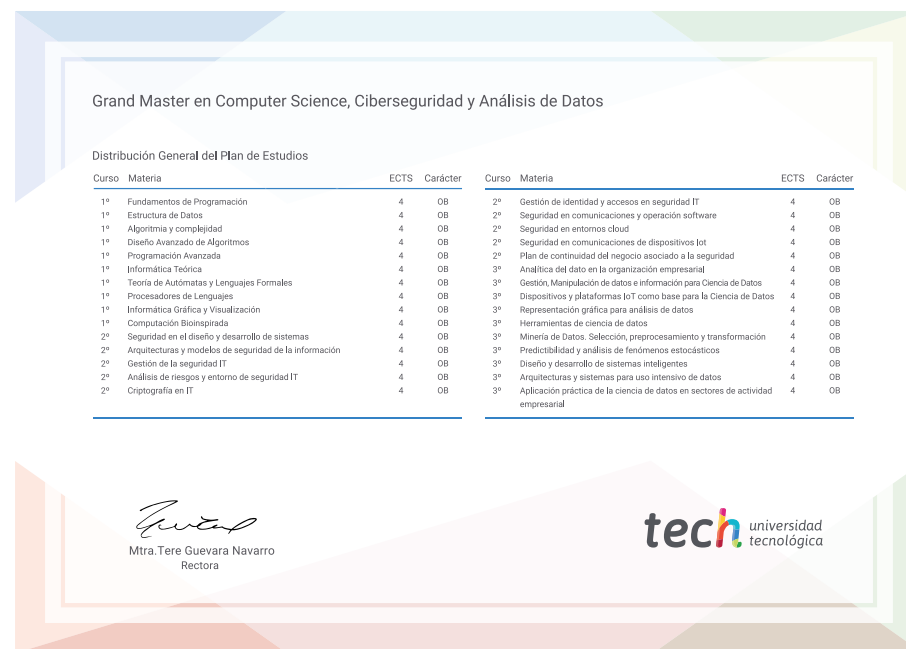 Grand Master en Computer Science, Ciberseguridad y Análisis de Datos
Distribución General del Plan de Estudios
Curso Materia ECTS Carácter
1º Fundamentos de Programación 4 OB
1º Estructura de Datos 4 OB
1º Algoritmia y complejidad 4 OB
1º Diseño Avanzado de Algoritmos 4 OB
1º Programación Avanzada 4 OB
1º Informática Teórica 4 OB
1º Teoría de Autómatas y Lenguajes Formales 4 OB
1º Procesadores de Lenguajes 4 OB
1º Informática Gráfica y Visualización 4 OB
1º Computación Bioinspirada 4 OB
2º Seguridad en el diseño y desarrollo de sistemas 4 OB
2º Arquitecturas y modelos de seguridad de la información 4 OB
2º Gestión de la seguridad IT 4 OB
2º Análisis de riesgos y entorno de seguridad IT 4 OB
2º Criptografía en IT 4 OB
Curso Materia ECTS Carácter
2º Gestión de identidad y accesos en seguridad IT 4 OB
2º Seguridad en comunicaciones y operación software 4 OB
2º Seguridad en entornos cloud 4 OB
2º Seguridad en comunicaciones de dispositivos Iot 4 OB
2º Plan de continuidad del negocio asociado a la seguridad 4 OB
3º Analítica del dato en la organización empresarial 4 OB
3º Gestión, Manipulación de datos e información para Ciencia de Datos 4 OB
3º Dispositivos y plataformas IoT como base para la Ciencia de Datos 4 OB
3º Representación gráfica para análisis de datos 4 OB
3º Herramientas de ciencia de datos 4 OB
3º Minería de Datos. Selección, preprocesamiento y transformación 4 OB
3º Predictibilidad y análisis de fenómenos estocásticos 4 OB
3º Diseño y desarrollo de sistemas inteligentes 4 OB
3º Arquitecturas y sistemas para uso intensivo de datos 4 OB
3º Aplicación práctica de la ciencia de datos en sectores de actividad 4 OB
empresarial
Mtra.Tere Guevara Navarro
Rectora
tech universidad
tecnológica